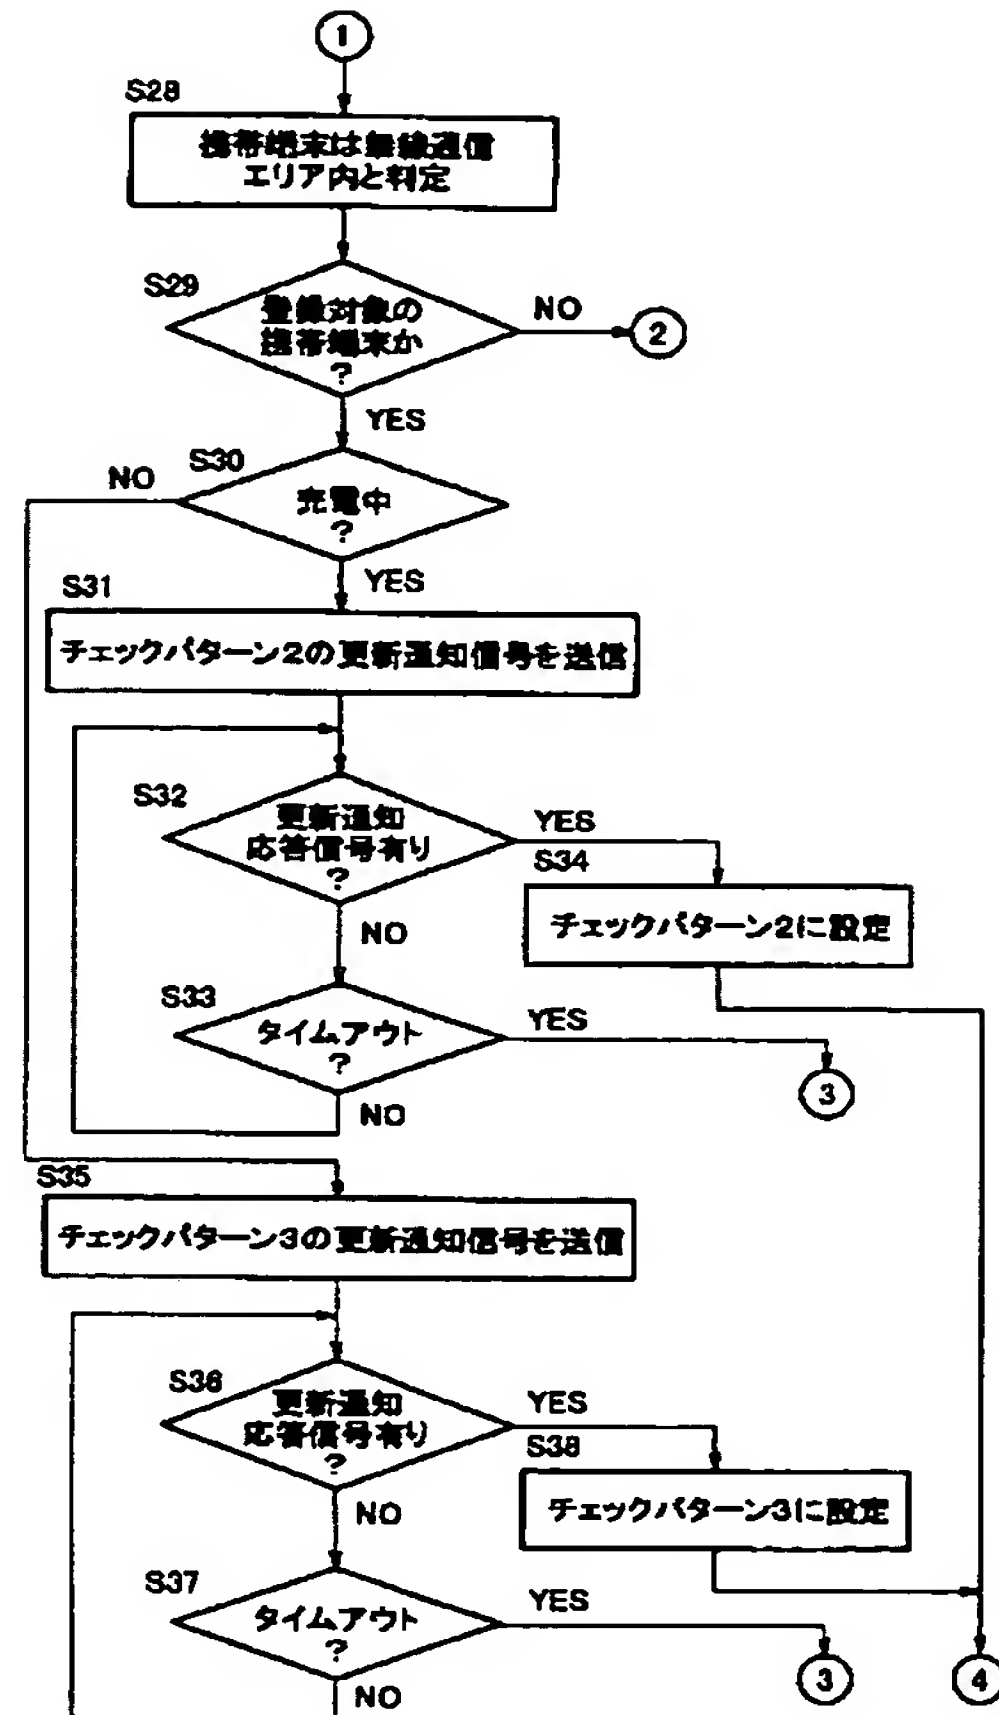 1
S28
携帯端末は無線通信
エリア内と判定
S29
登録対象の
携帯端末か
?
NO
2
YES
S30
NO
充電中
?
YES
S31
チェックパターン2の更新通知信号を送信
S32
更新通知
応答信号有り
?
YES
S34
チェックパターン2に設定
NO
S33
タイムアウト
?
YES
3
NO
S35
チェックパターン3の更新通知信号を送信
S36
更新通知
応答信号有り
?
YES
S38
チェックパターン3に設定
NO
S37
タイムアウト
?
YES
3
4
NO